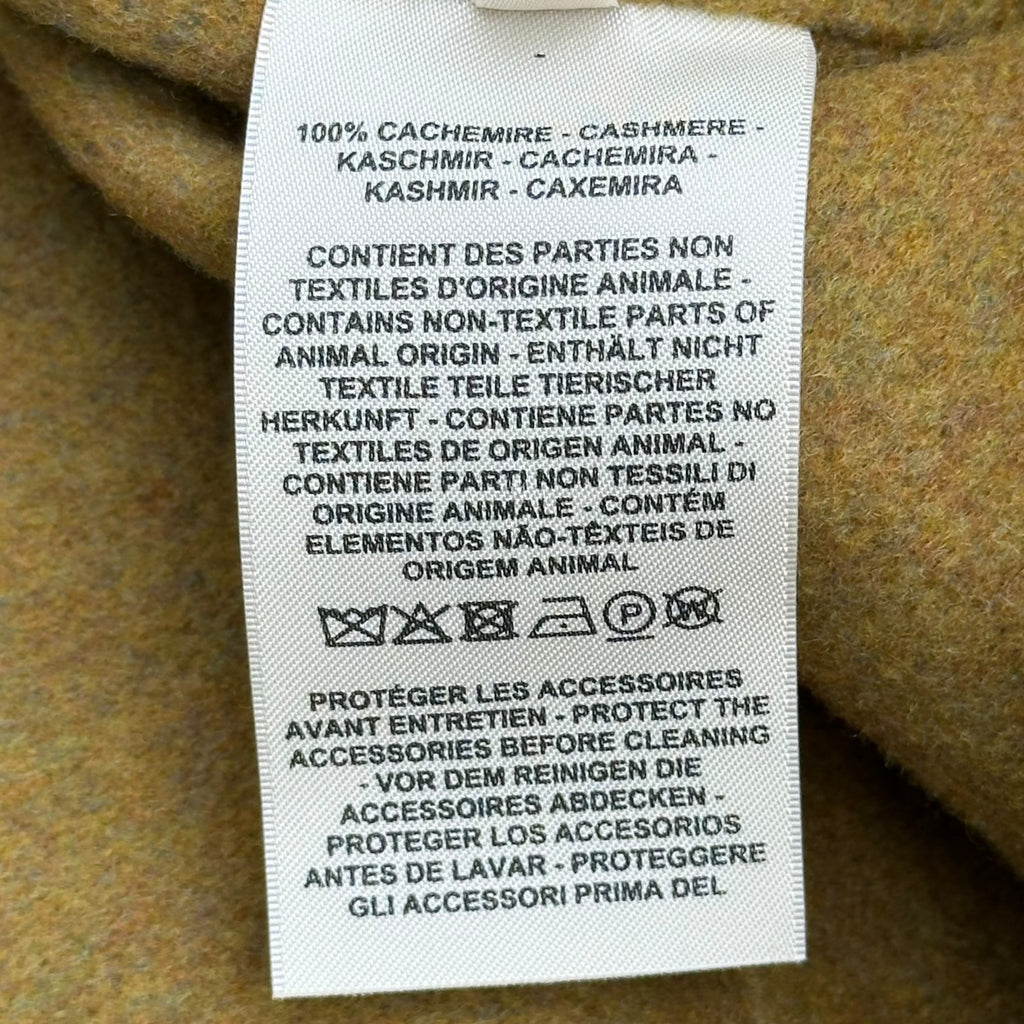 100% CACHEMIRE - CASHMERE -
KASCHMIR - CACHEMIRA -
KASHMIR - CAXEMIRA
CONTIENT DES PARTIES NON
TEXTILES D'ORIGINE ANIMALE -
CONTAINS NON-TEXTILE PARTS OF
ANIMAL ORIGIN - ENTHÄLT NICHT
TEXTILE TEILE TIERISCHER
HERKUNFT - CONTIENE PARTES NO
TEXTILES DE ORIGEN ANIMAL -
CONTIENE PARTI NON TESSILI DI
ORIGINE ANIMALE - CONTÉM
ELEMENTOS NÃO-TÊXTEIS DE
ORIGEM ANIMAL
P W
PROTÉGER LES ACCESSOIRES
AVANT ENTRETIEN - PROTECT THE
ACCESSORIES BEFORE CLEANING
- VOR DEM REINIGEN DIE
ACCESSOIRES ABDECKEN -
PROTEGER LOS ACCESORIOS
ANTES DE LAVAR - PROTEGGERE
GLI ACCESSORI PRIMA DEL